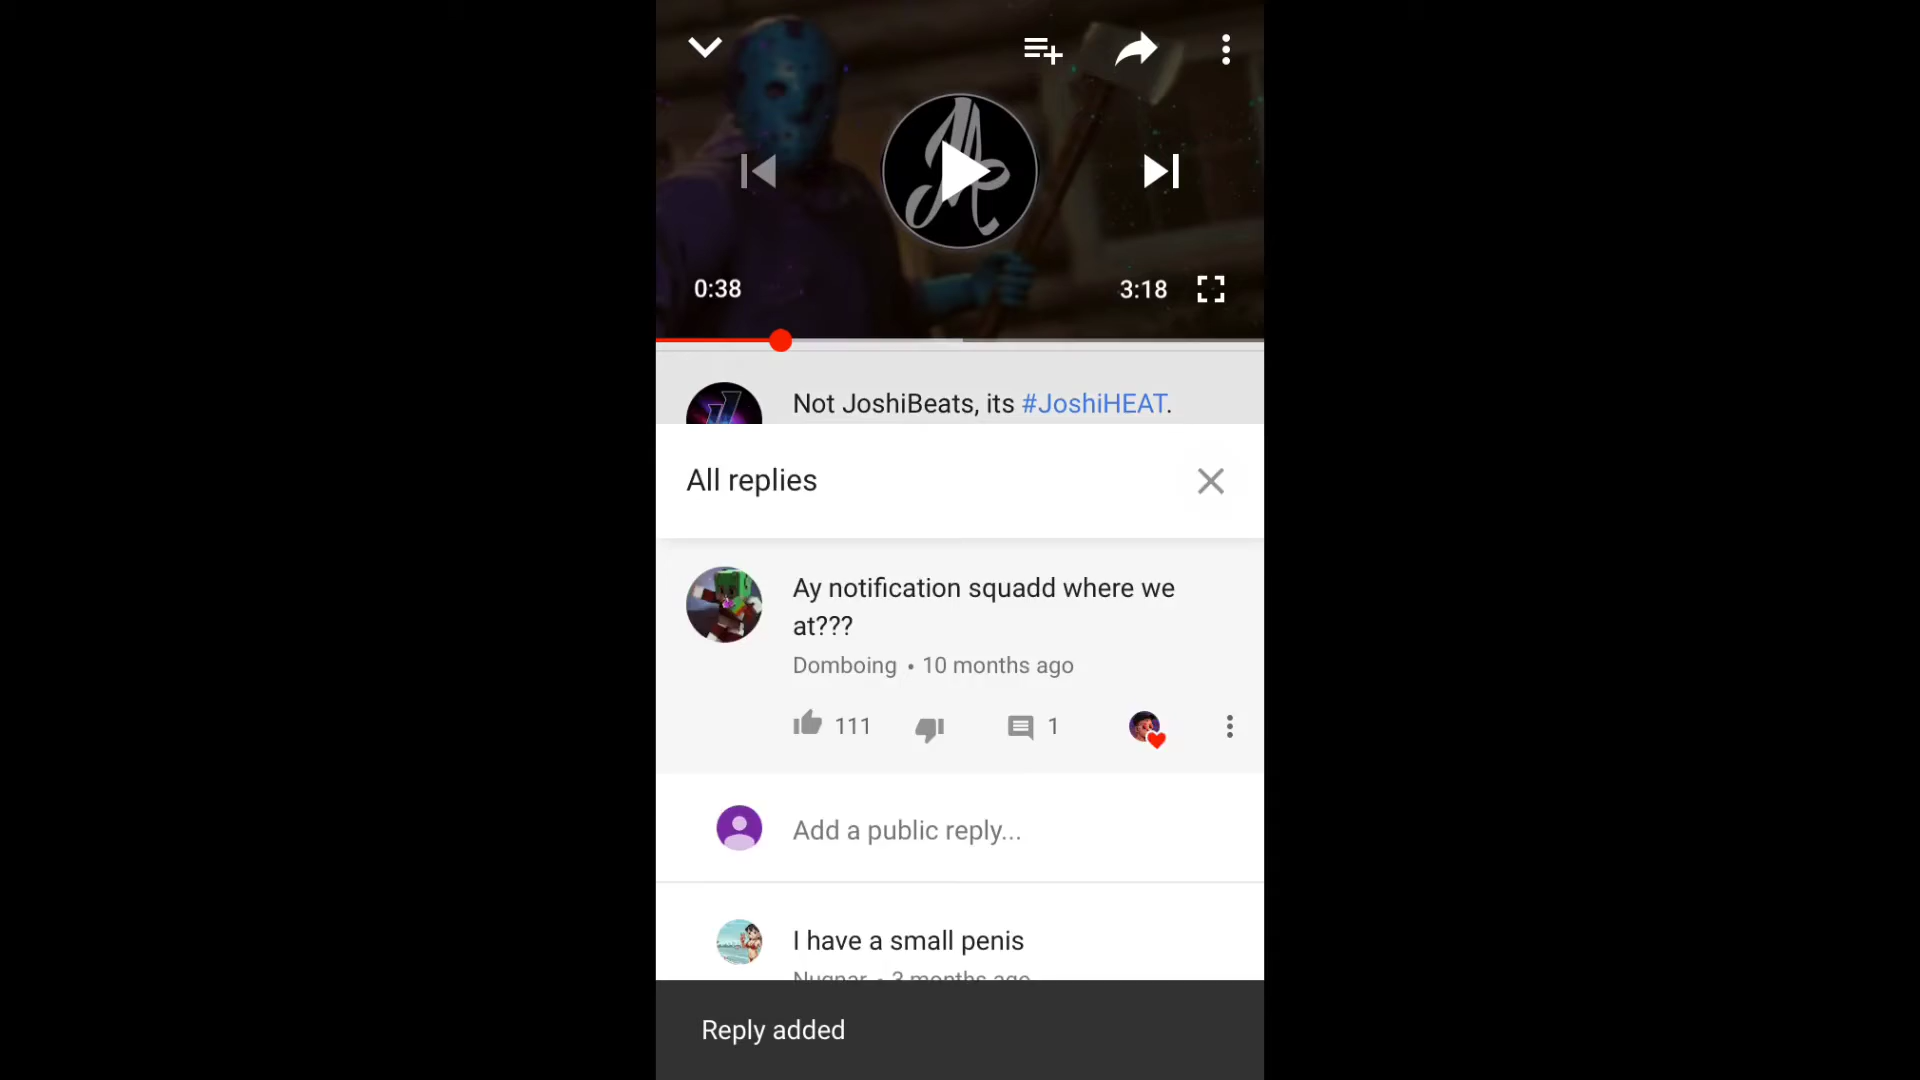 0:38
3:18
Not JoshiBeats, its #JoshiHEAT.
All replies
Ay notification squadd where we
at???
Domboing • 10 months ago
111
1
Add a public reply...
I have a small penis
Nugnar • 3 months ago
Reply added